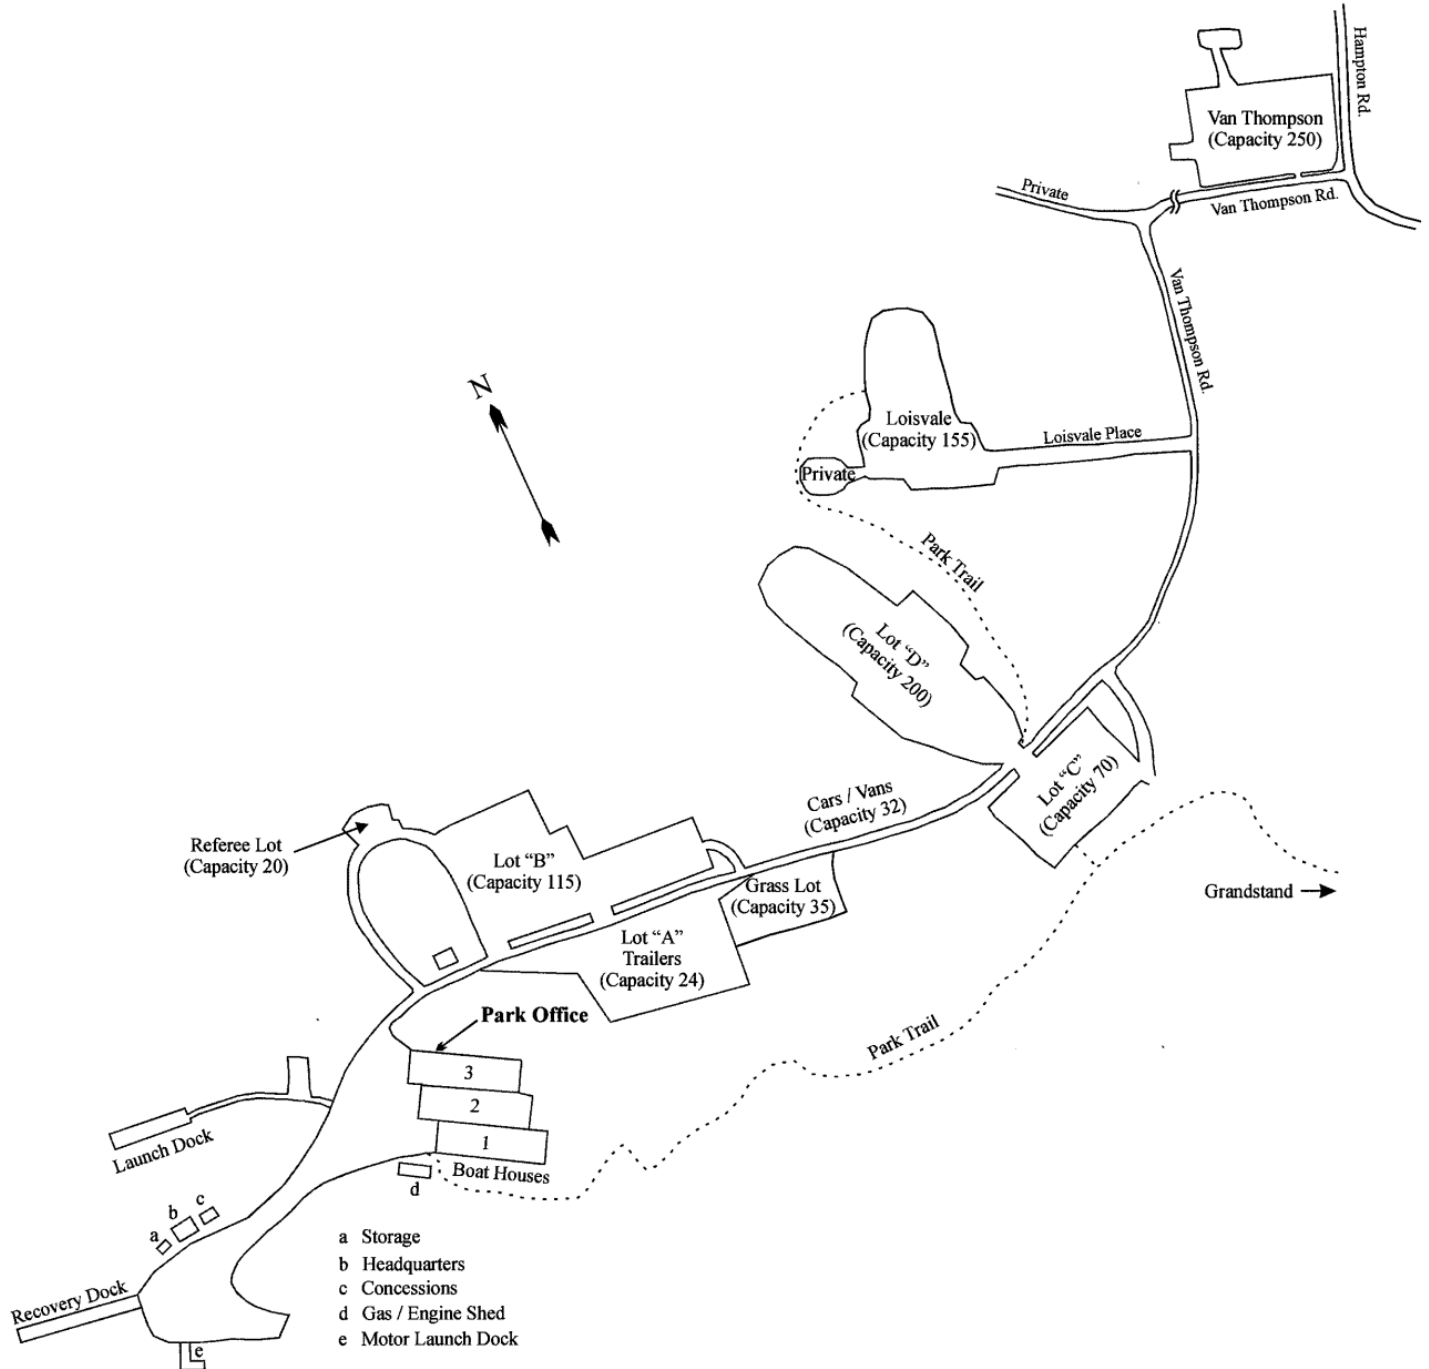 Hampton Rd.
Van Thompson
(Capacity 250)
Private
Van Thompson Rd.
Van Thompson Rd.
N
Loisvale
(Capacity 155)
Loisvale Place
Private
Park Trail
Lot "D"
(Capacity 200)
Lot "C"
(Capacity 70)
Cars / Vans
(Capacity 32)
Referee Lot
(Capacity 20)
Lot "B"
(Capacity 115)
Grass Lot
(Capacity 35)
Grandstand
Lot "A"
Trailers
(Capacity 24)
Park Office
Park Trail
3
2
1
Boat Houses
Launch Dock
d
c
b
a
Recovery Dock
e
a Storage
b Headquarters
c Concessions
d Gas / Engine Shed
e Motor Launch Dock